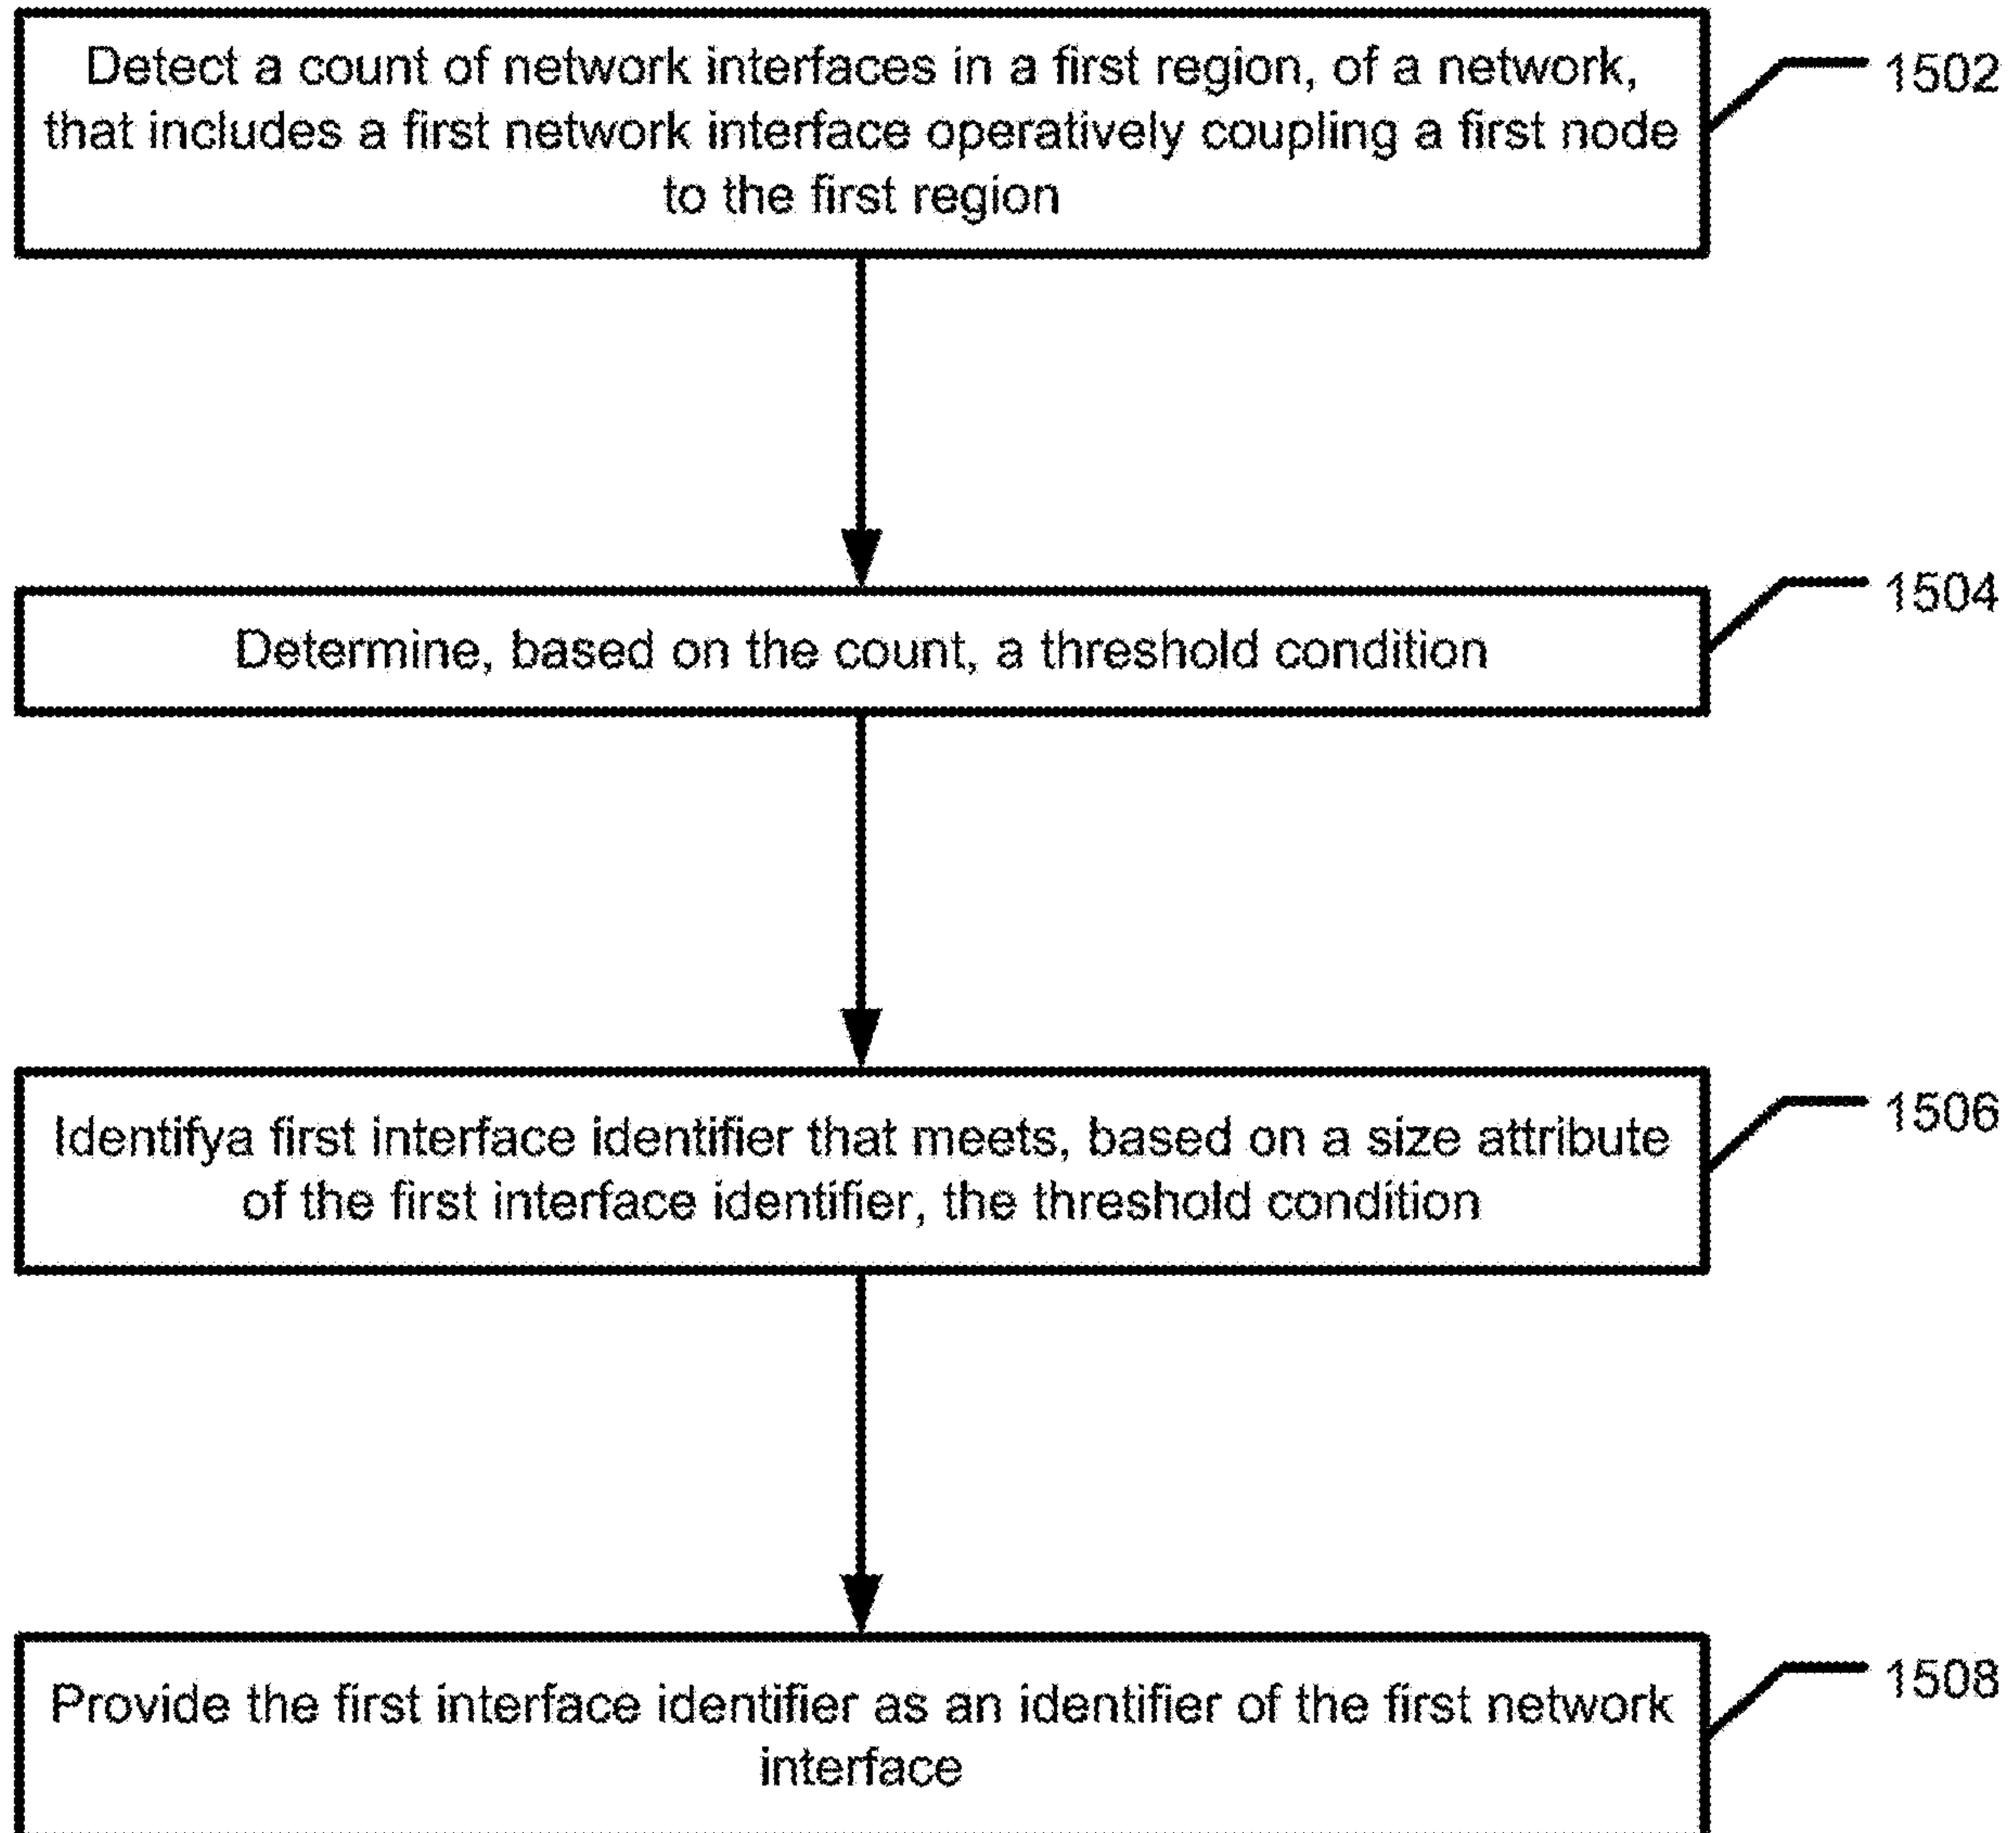 Detect a count of network interfaces in a first region, of a network,
that includes a first network interface operatively coupling a first node
to the first region
1502
Determine, based on the count, a threshold condition
1504
Identifya first interface identifier that meets, based on a size attribute
of the first interface identifier, the threshold condition
1506
Provide the first interface identifier as an identifier of the first network
interface
1508